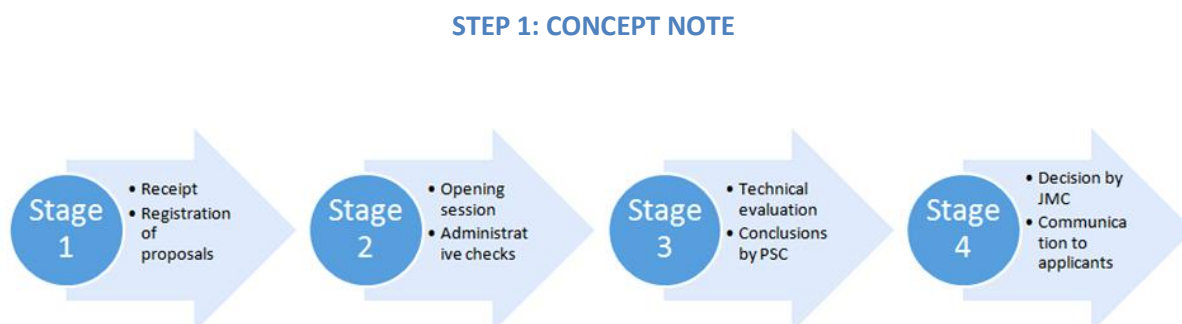 STEP 1: CONCEPT NOTE
Stage
1
• Receipt
• Registration
of
proposals
Stage
2
• Opening
session
• Administrat
ive checks
Stage
3
• Technical
evaluation
• Conclusions
by PSC
Stage
4
• Decision by
JMC
• Communica
tion to
applicants